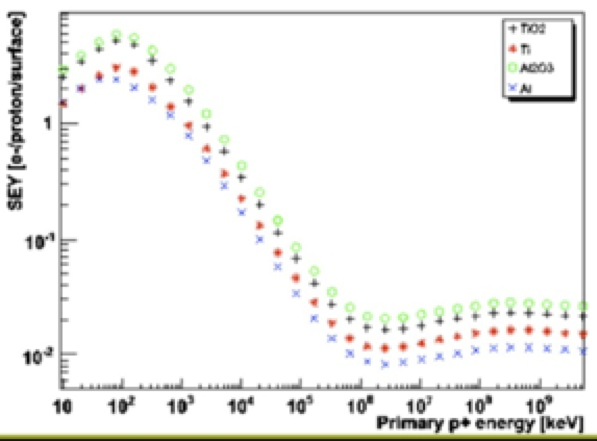 SEY [e-/proton/surface]
TiO2
Ti
Al2O3
Al
1
10⁻¹
10⁻²
10 10² 10³ 10⁴ 10⁵ 10⁶ 10⁷ 10⁸ 10⁹
Primary p+ energy [keV]